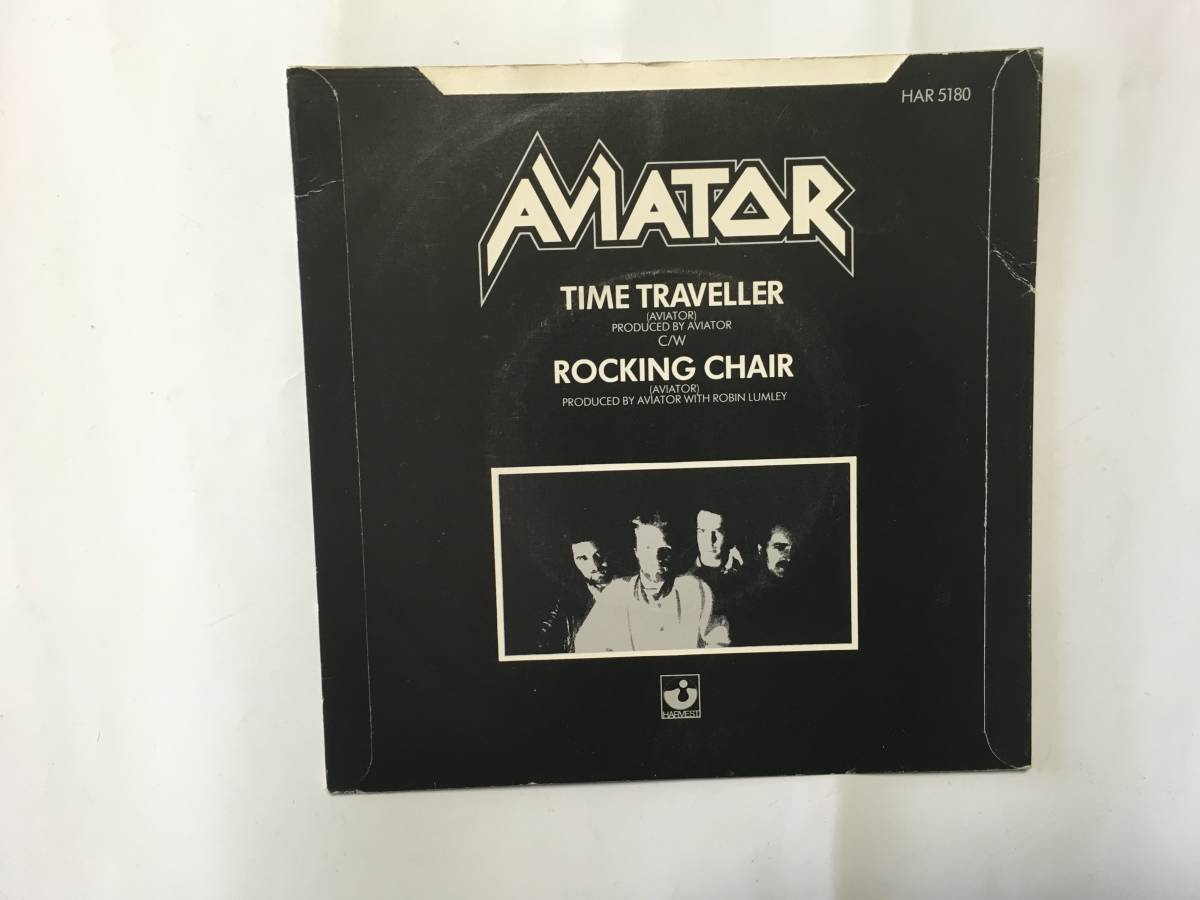 HAR 5180
AVIATOR
TIME TRAVELLER
(AVIATOR)
PRODUCED BY AVIATOR
C/W
ROCKING CHAIR
(AVIATOR)
PRODUCED BY AVIATOR WITH ROBIN LUMLEY
HARVEST